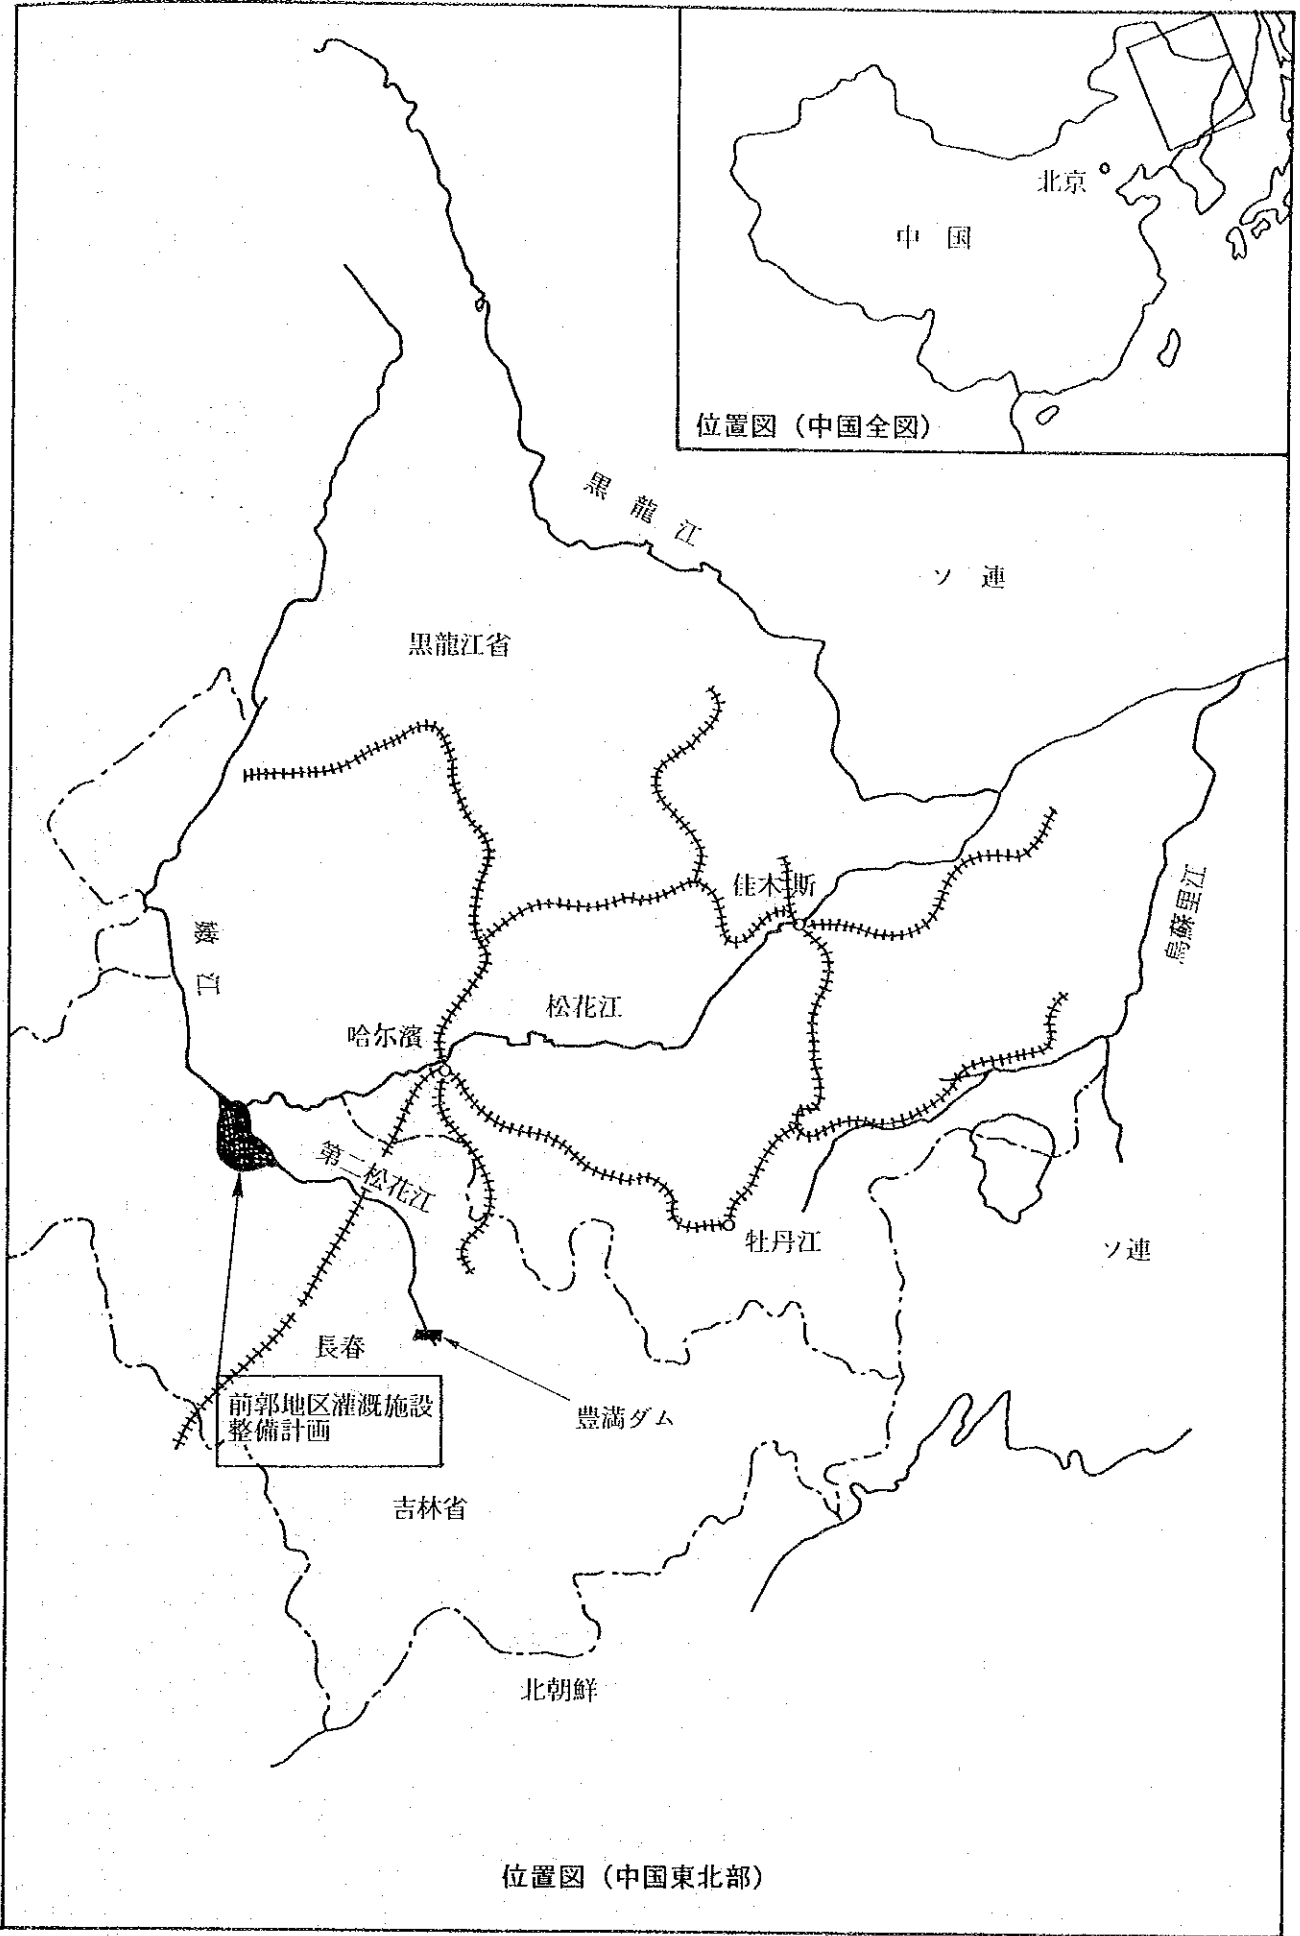 北京
中国
位置図（中国全図）
黒龍江
ソ連
黒龍江省
佳木斯
烏蘇里江
江
松花江
哈尔濱
第二松花江
牡丹江
ソ連
長春
前郭地区灌漑施設
整備計画
豊満ダム
吉林省
北朝鮮
位置図（中国東北部）